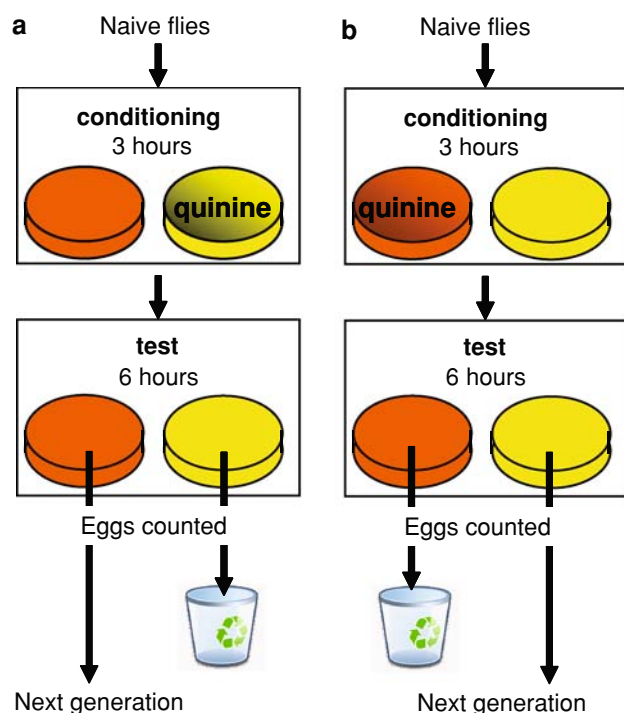 a
Naive flies
conditioning
3 hours
quinine
test
6 hours
Eggs counted
Next generation
b
Naive flies
conditioning
3 hours
quinine
test
6 hours
Eggs counted
Next generation